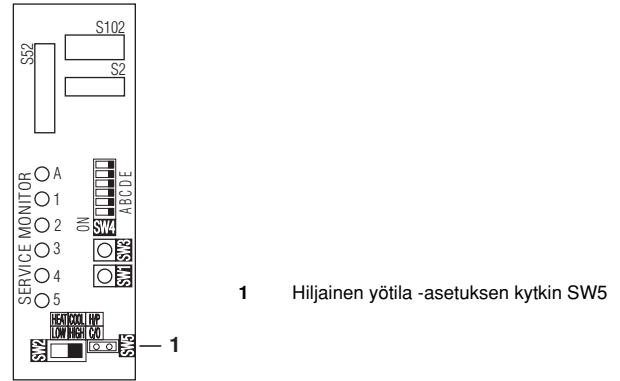 S102
S52
S2
SERVICE MONITOR
A
1
2
3
4
5
ABCDE
ON
SW4
SW3
SW1
HEAT COOL H/P
LOW HIGH C/O
SW2
SW5
1
1 Hiljainen yötila -asetuksen kytkin SW5